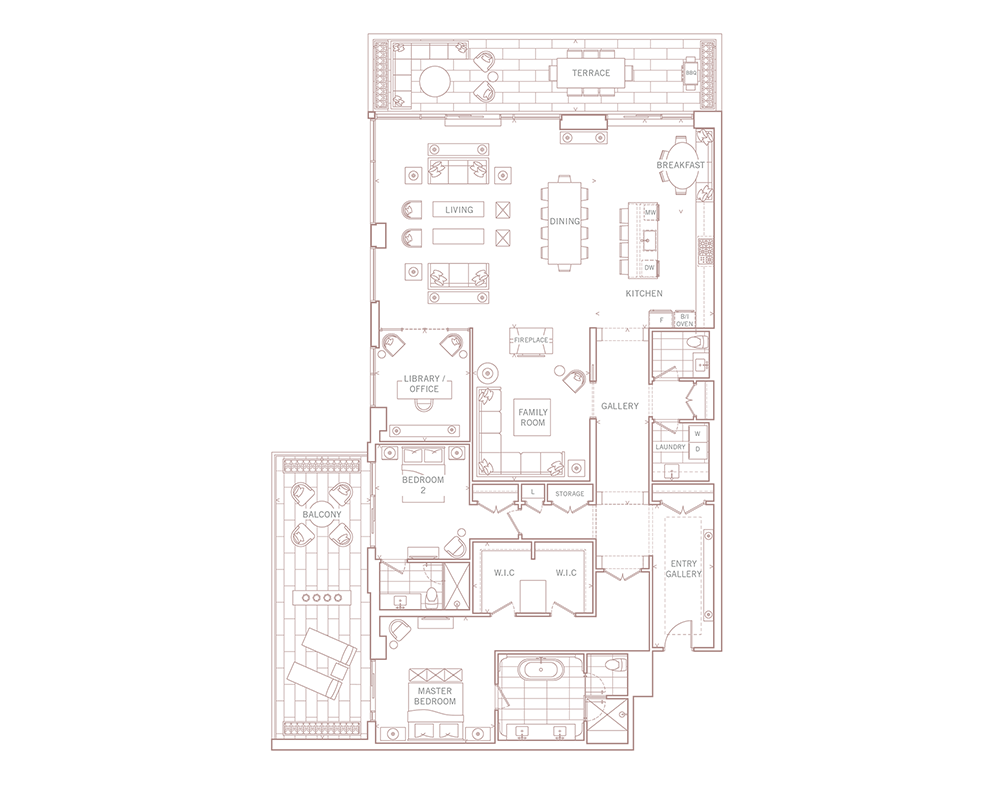 TERRACE
BBQ
BREAKFAST
LIVING
MW
DINING
DW
KITCHEN
F
B/I
OVEN
FIREPLACE
LIBRARY /
OFFICE
GALLERY
FAMILY
ROOM
W
LAUNDRY
D
BEDROOM
2
L
STORAGE
BALCONY
ENTRY
GALLERY
W.I.C
W.I.C
MASTER
BEDROOM